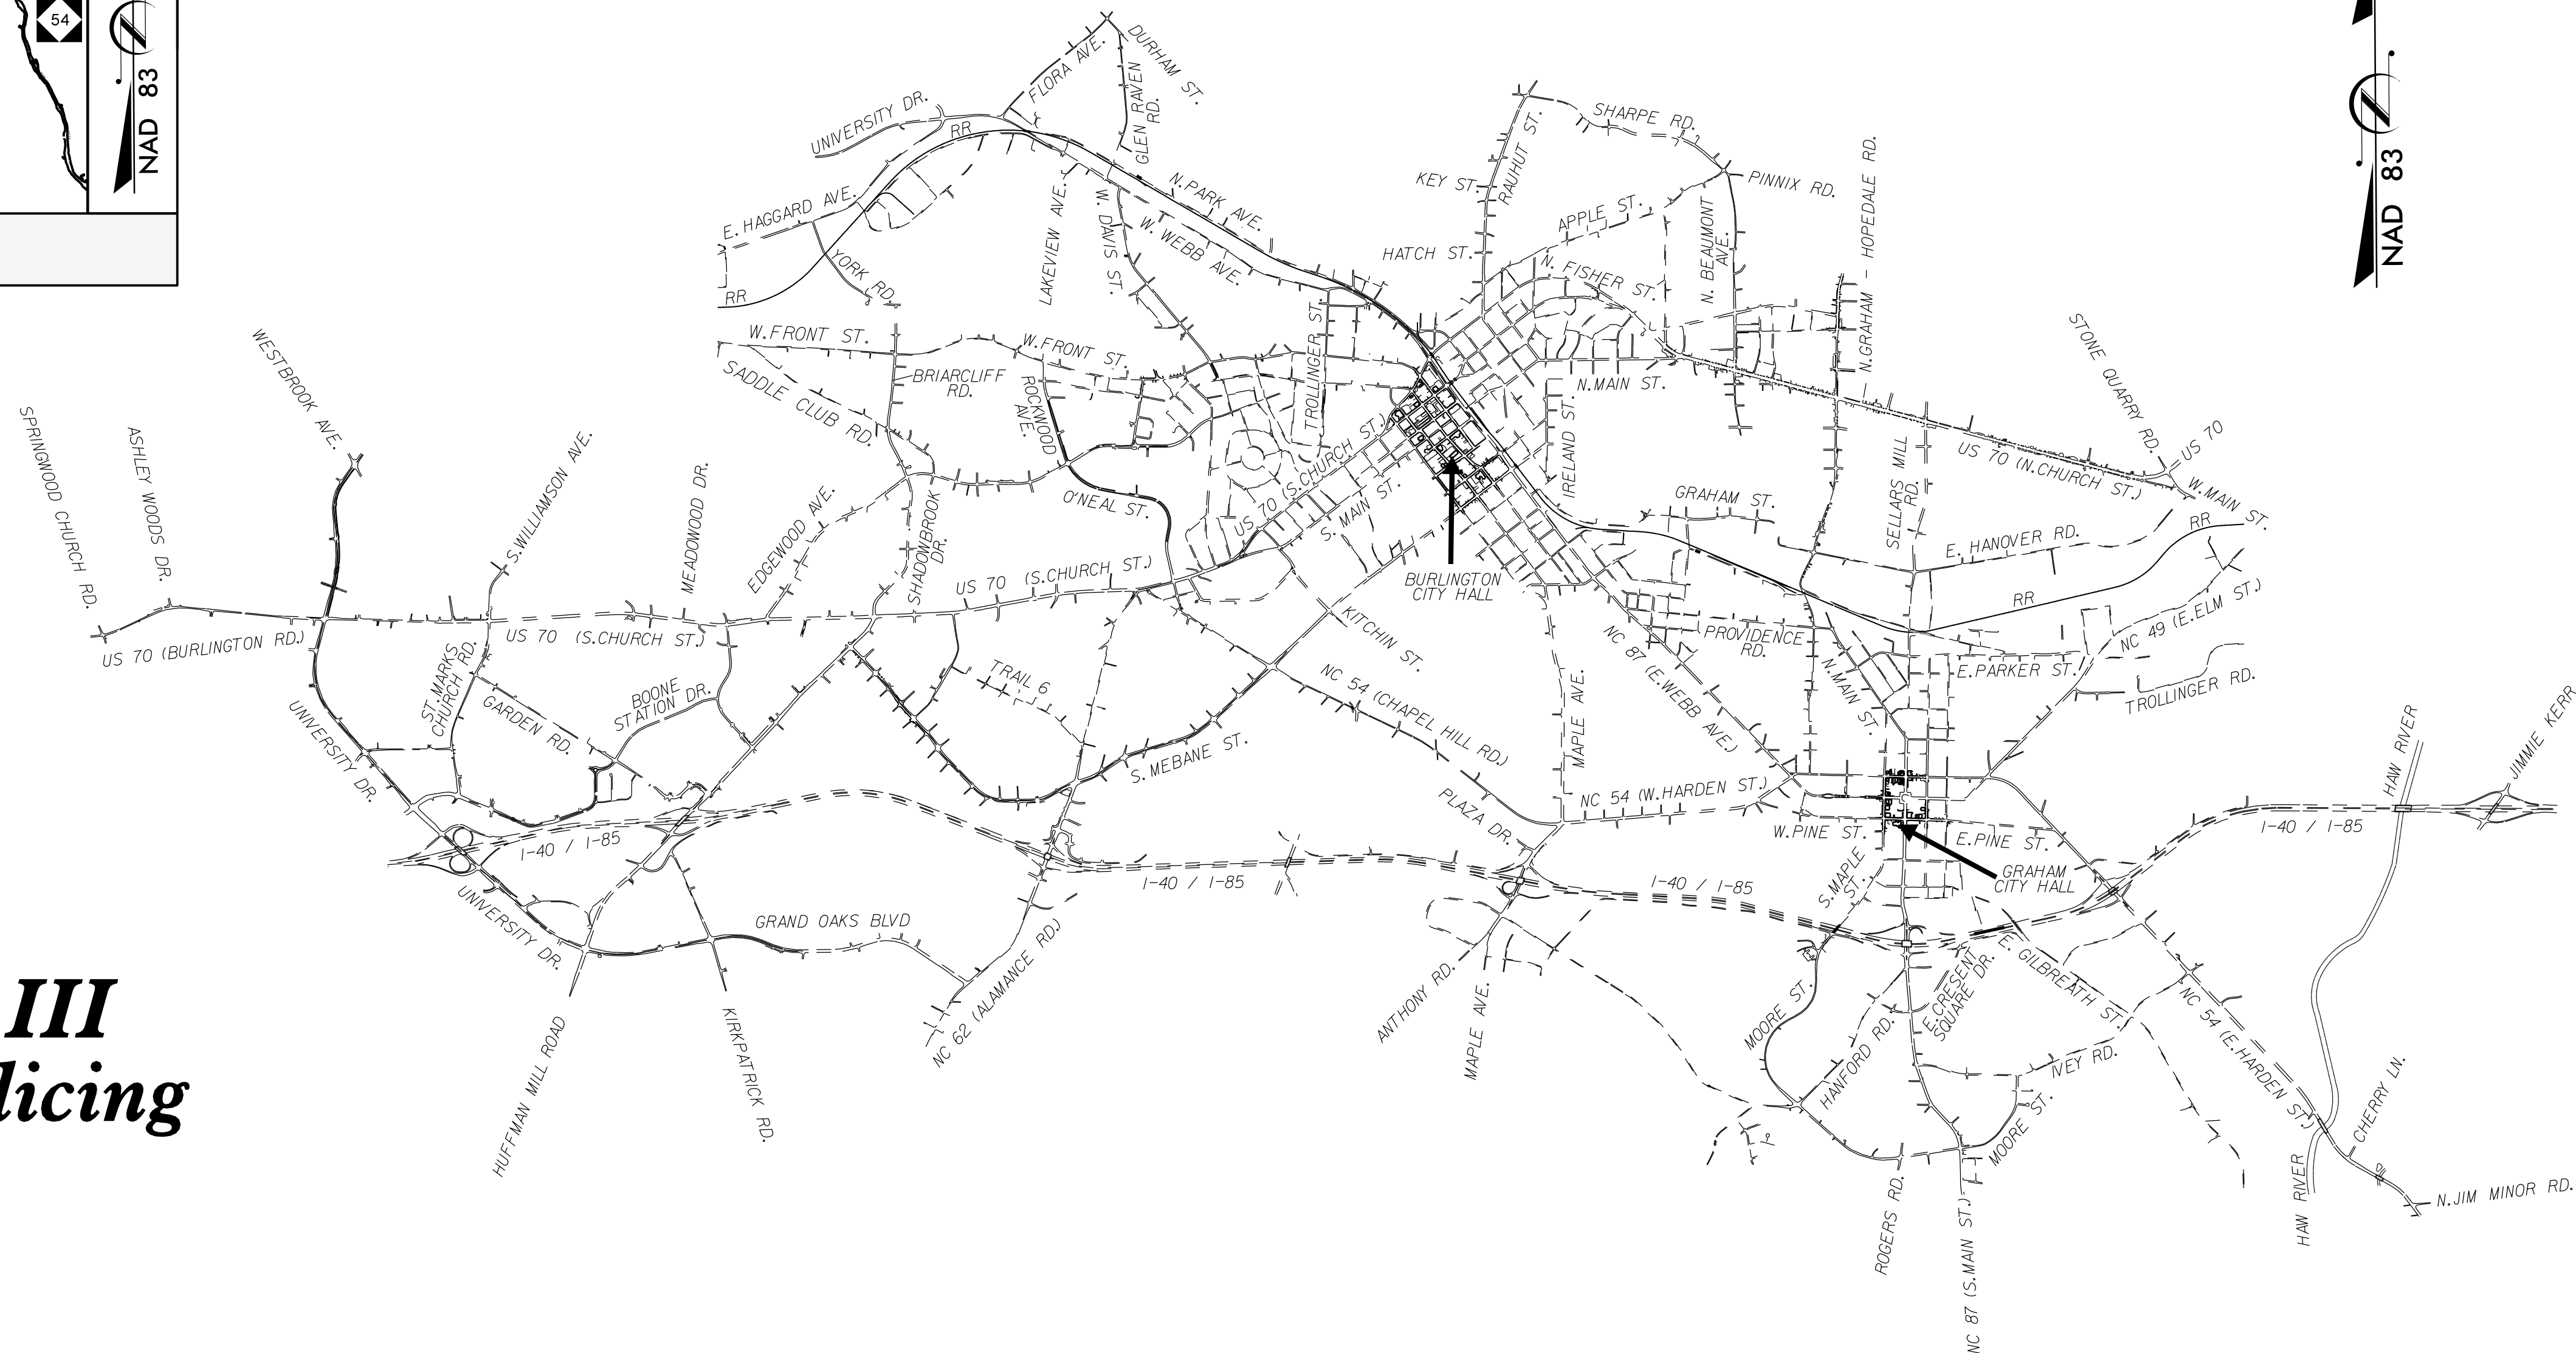 54
NAD 83
NAD 83
DURHAM ST.
FLORA AVE.
GLEN RAVEN
RD.
UNIVERSITY DR.
RR
SHARPE RD.
RAUHUT ST.
KEY ST.
PINNIX RD.
N.PARK AVE.
E.HAGGARD AVE.
LAKEVIEW AVE.
W. DAVIS ST.
W. WEBB AVE.
APPLE ST.
N. BEAUMONT
AVE.
N.GRAHAM - HOPEDALE RD.
HATCH ST.
N. FISHER ST.
YORK RD.
RR
W.FRONT ST.
W.FRONT ST.
TROLLINGER ST.
SADDLE CLUB RD.
BRIARCLIFF
RD.
ROCKWOOD
AVE.
N.MAIN ST.
IRELAND ST.
STONE QUARRY RD.
US 70
US 70 (N.CHURCH ST.)
W.MAIN ST.
WESTBROOK AVE.
SPRINGWOOD CHURCH RD.
ASHLEY WOODS DR.
S.WILLIAMSON AVE.
MEADOWOOD DR.
EDGEWOOD AVE.
SHADOWBROOK
DR.
O'NEAL ST.
US 70 (S.CHURCH ST.)
S. MAIN ST.
GRAHAM ST.
SELLARS MILL
RD.
E. HANOVER RD.
RR
RR
BURLINGTON
CITY HALL
US 70 (S.CHURCH ST.)
US 70 (S.CHURCH ST.)
US 70 (BURLINGTON RD.)
ST.MARKS
CHURCH RD.
GARDEN RD.
BOONE
STATION DR.
TRAIL 6
KITCHIN ST.
S.MEBANE ST.
NC 54 (CHAPEL HILL RD.)
MAPLE AVE.
NC 87 (E.WEBB AVE.)
PROVIDENCE
RD.
N.MAIN ST.
E.PARKER ST.
NC 49 (E.ELM ST.)
TROLLINGER RD.
UNIVERSITY DR.
I-40 / I-85
I-40 / I-85
I-40 / I-85
I-40 / I-85
PLAZA DR.
NC 54 (W.HARDEN ST.)
W.PINE ST.
E.PINE ST.
S.MAPLE
ST.
GRAHAM
CITY HALL
HAW RIVER
JIMMIE KERR
UNIVERSITY DR.
GRAND OAKS BLVD
NC 62 (ALAMANCE RD.)
HUFFMAN MILL ROAD
KIRKPATRICK RD.
ANTHONY RD.
MAPLE AVE.
MOORE ST.
HANFORD RD.
E.CRESENT
SQUARE DR.
E. GILBREATH ST.
IVEY RD.
MOORE ST.
NC 54 (E.HARDEN ST.)
CHERRY LN.
HAW RIVER
N.JIM MINOR RD.
ROGERS RD.
NC 87 (S.MAIN ST.)
III
licing